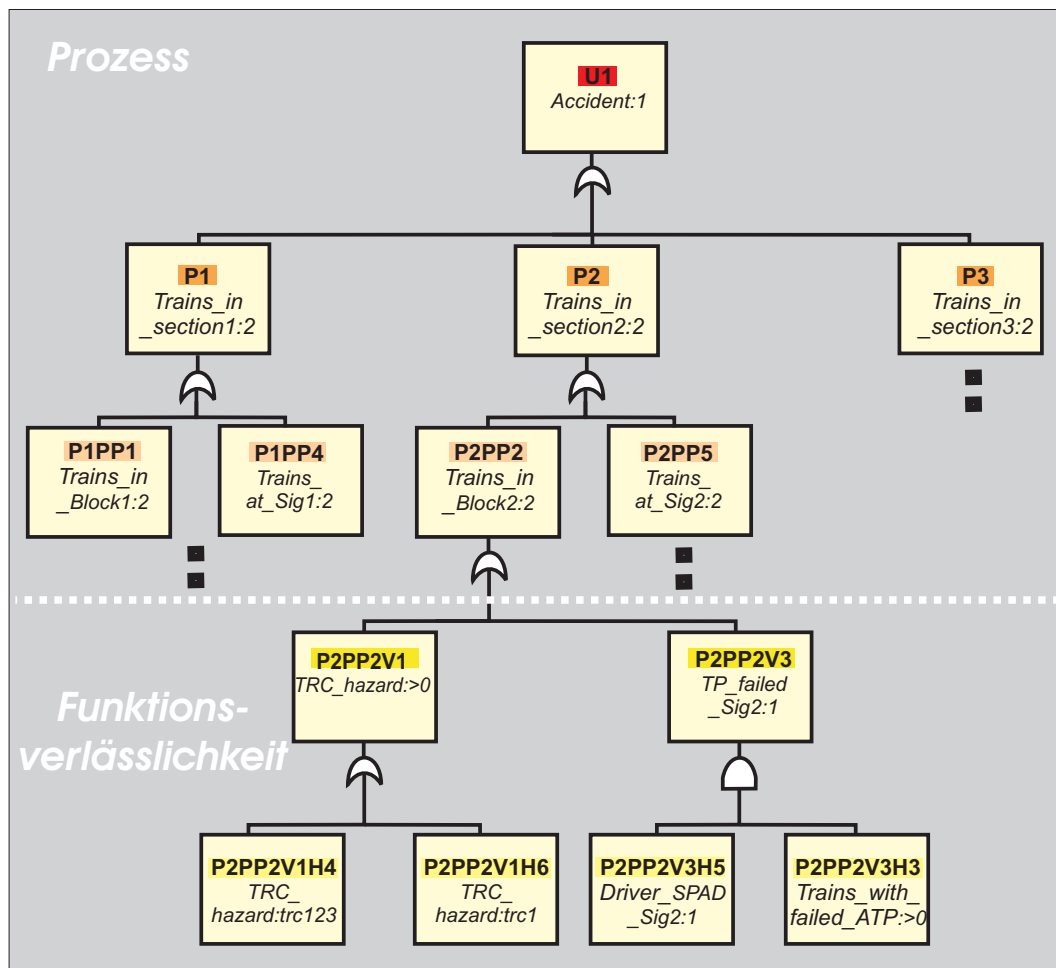 Prozess
U1
Accident:1
P1
Trains_in
_section1:2
P2
Trains_in
_section2:2
P3
Trains_in
_section3:2
P1PP1
Trains_in
_Block1:2
P1PP4
Trains_
at_Sig1:2
P2PP2
Trains_in
_Block2:2
P2PP5
Trains_
at_Sig2:2
P2PP2V1
TRC_hazard:>0
P2PP2V3
TP_failed
_Sig2:1
Funktions-
verlässlichkeit
P2PP2V1H4
TRC_
hazard:trc123
P2PP2V1H6
TRC_
hazard:trc1
P2PP2V3H5
Driver_SPAD
_Sig2:1
P2PP2V3H3
Trains_with_
failed_ATP:>0